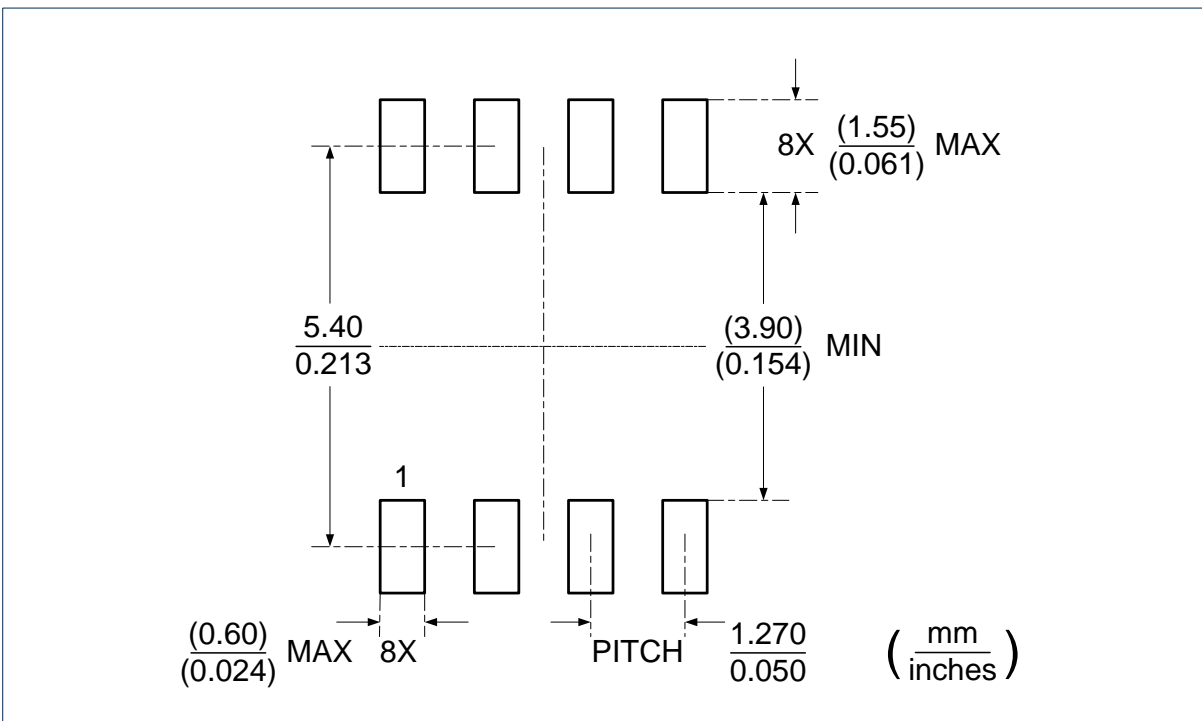 8X (1.55) MAX
(0.061)
5.40
0.213
(3.90) MIN
(0.154)
1
(0.60) MAX 8X
(0.024)
PITCH 1.270
0.050
(mm
inches)